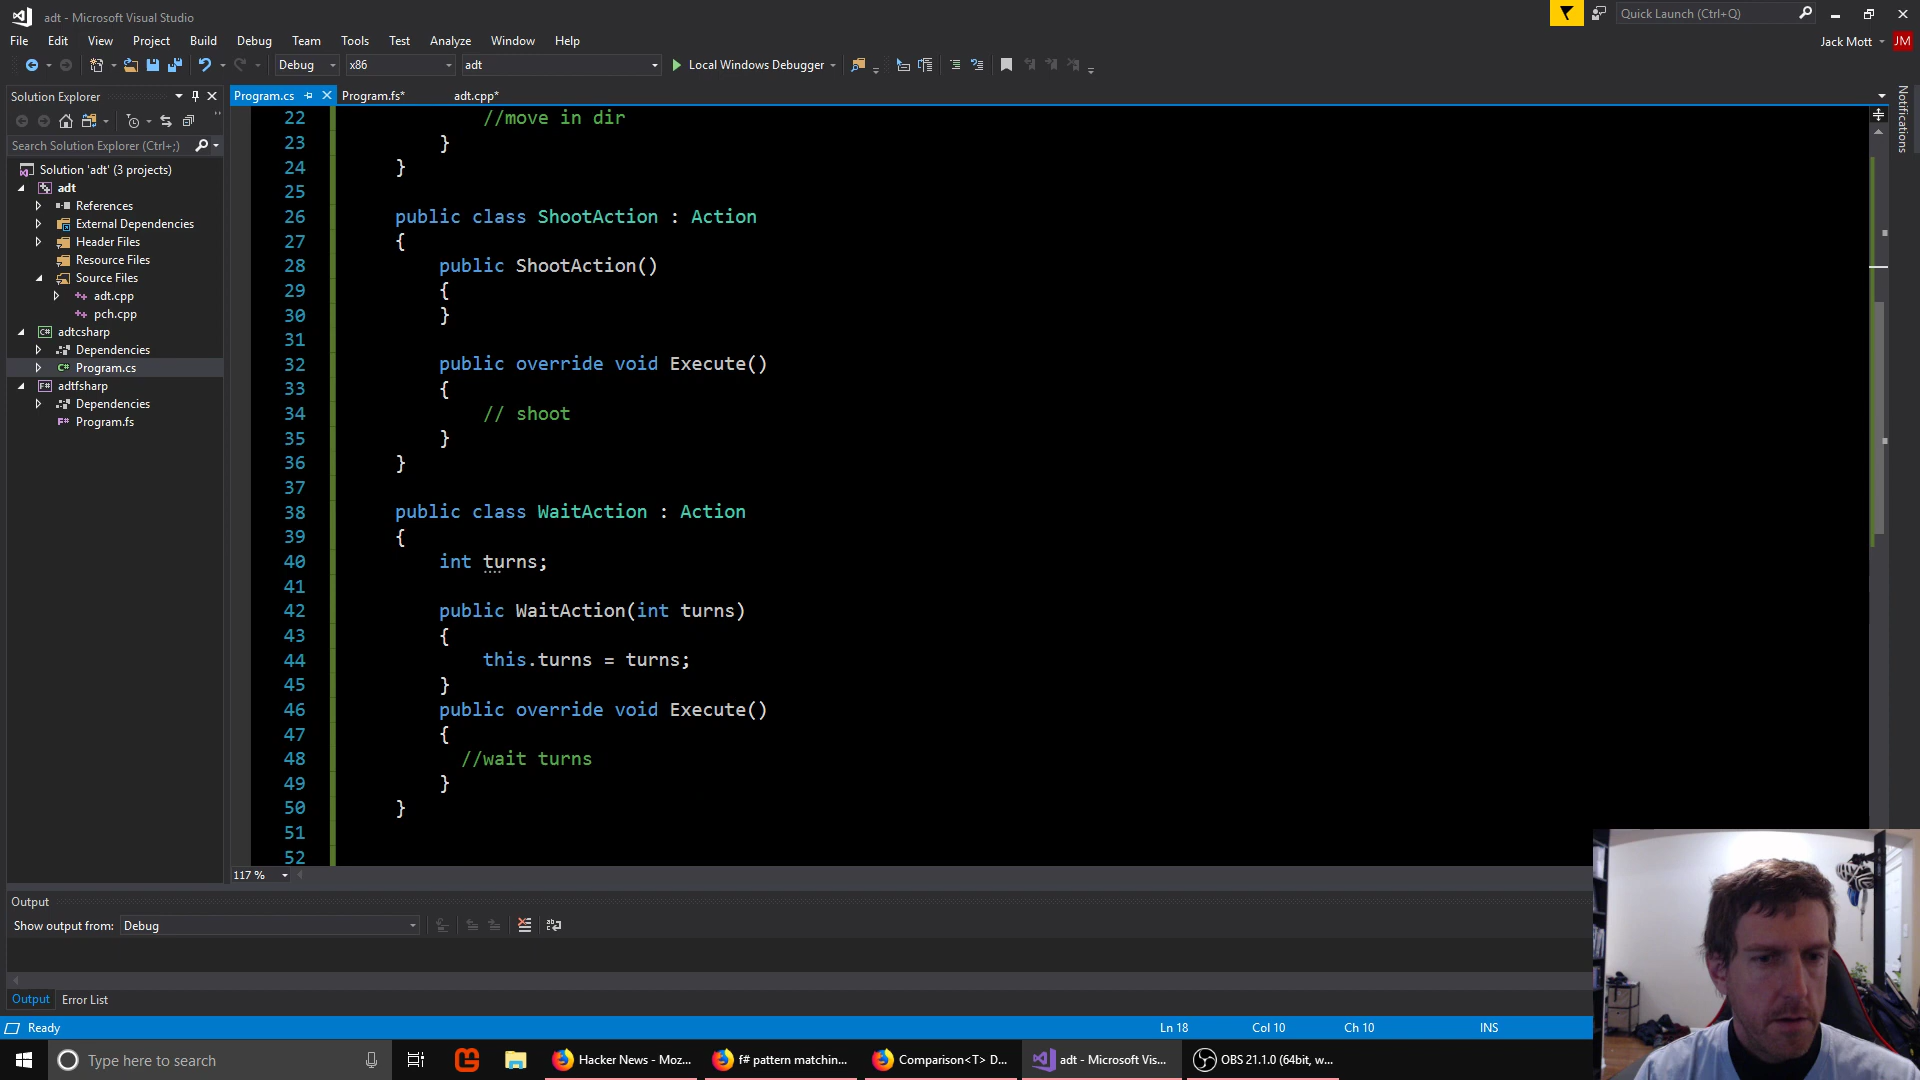 adt - Microsoft Visual Studio
Quick Launch (Ctrl+Q)
File Edit View Project Build Debug Team Tools Test Analyze Window Help
Jack Mott JM
Debug x86 adt Local Windows Debugger
Solution Explorer
Program.cs Program.fs* adt.cpp*
Notifications
Search Solution Explorer (Ctrl+;)
Solution 'adt' (3 projects)
adt
References
External Dependencies
Header Files
Resource Files
Source Files
adt.cpp
pch.cpp
adtcsharp
Dependencies
C# Program.cs
adtfsharp
Dependencies
F# Program.fs
22 //move in dir
23 }
24 }
25
26 public class ShootAction : Action
27 {
28 public ShootAction()
29 {
30 }
31
32 public override void Execute()
33 {
34 // shoot
35 }
36 }
37
38 public class WaitAction : Action
39 {
40 int turns;
41
42 public WaitAction(int turns)
43 {
44 this.turns = turns;
45 }
46 public override void Execute()
47 {
48 //wait turns
49 }
50 }
51
52
117 %
Output
Show output from: Debug
Output Error List
Ready Ln 18 Col 10 Ch 10 INS
Type here to search
Hacker News - Moz...
f# pattern matchin...
Comparison<T> D...
adt - Microsoft Vis...
OBS 21.1.0 (64bit, w...